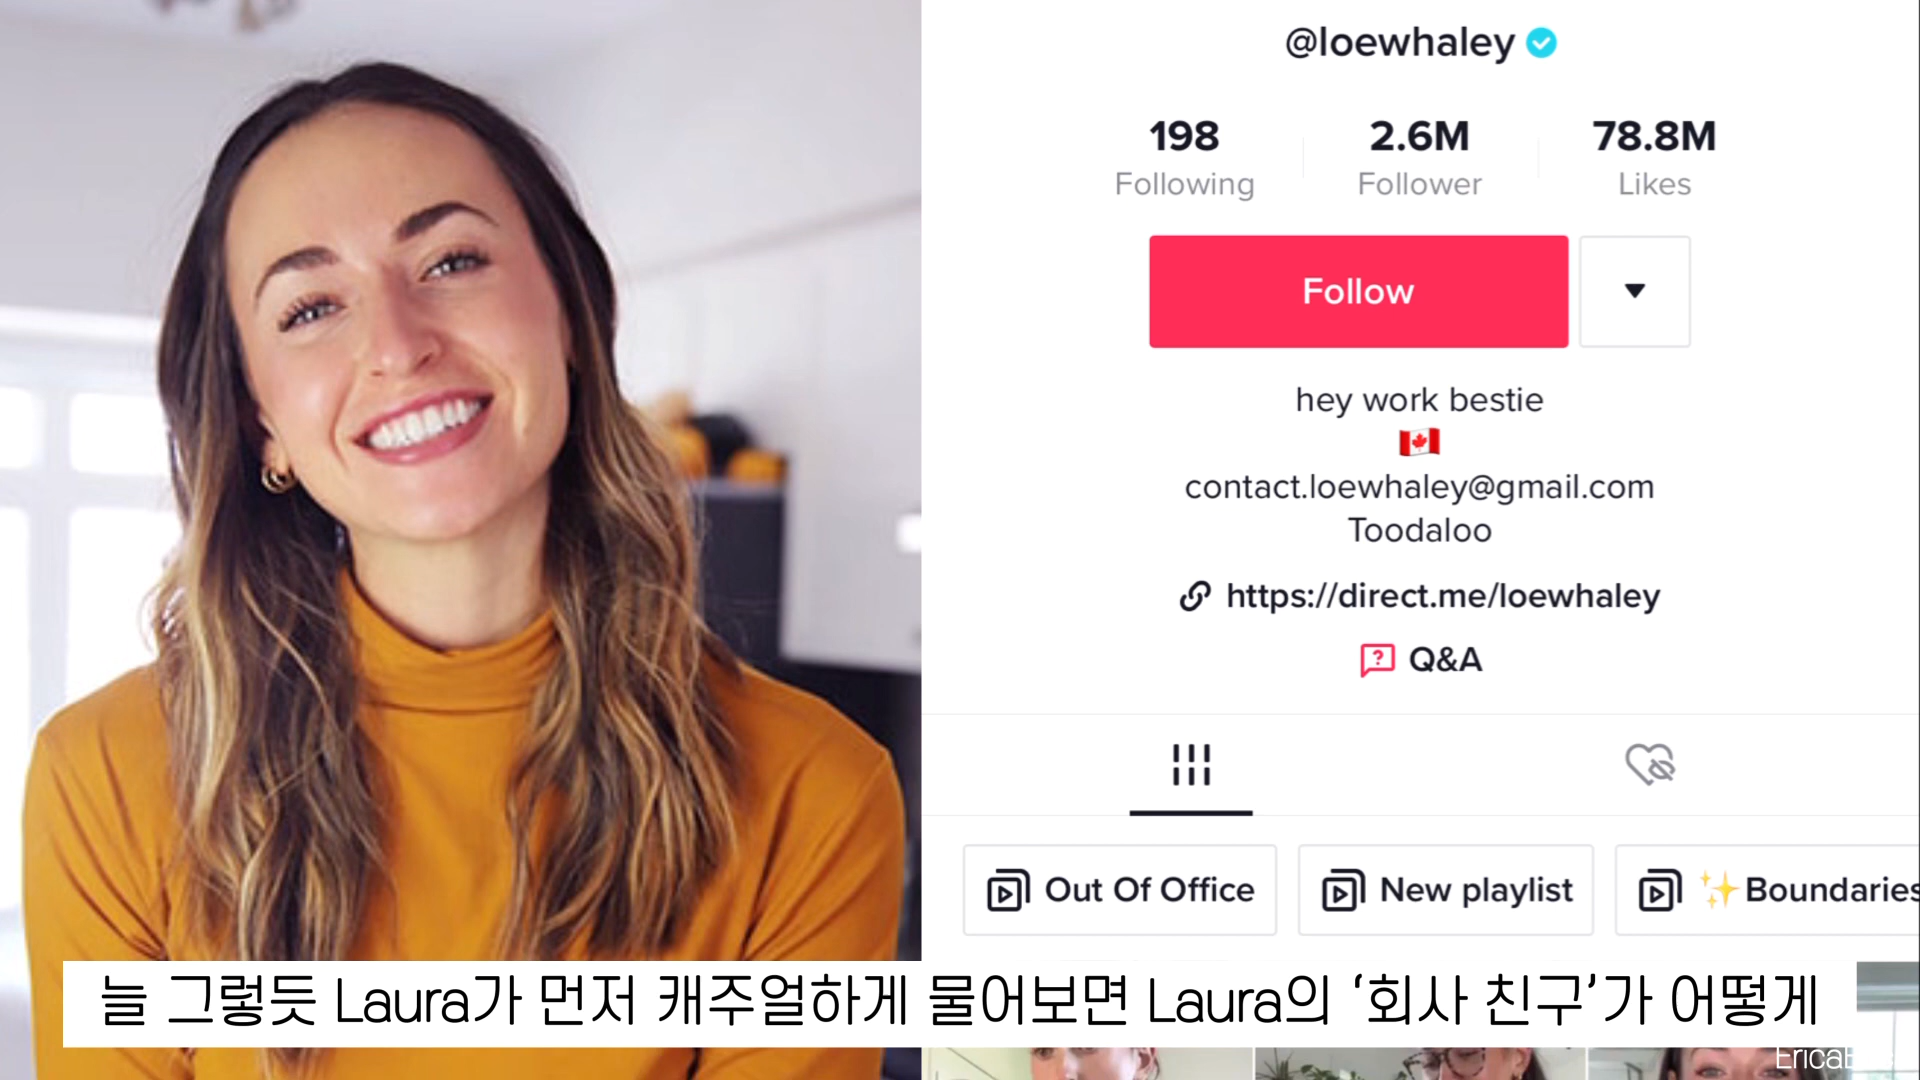 @loewhaley
198 2.6M 78.8M
Following Follower Likes
Follow
hey work bestie
🇨🇦
contact.loewhaley@gmail.com
Toodaloo
https://direct.me/loewhaley
Q&A
Out Of Office New playlist ✨Boundaries
늘 그렇듯 Laura가 먼저 캐주얼하게 물어보면 Laura의 ‘회사 친구’가 어떻게